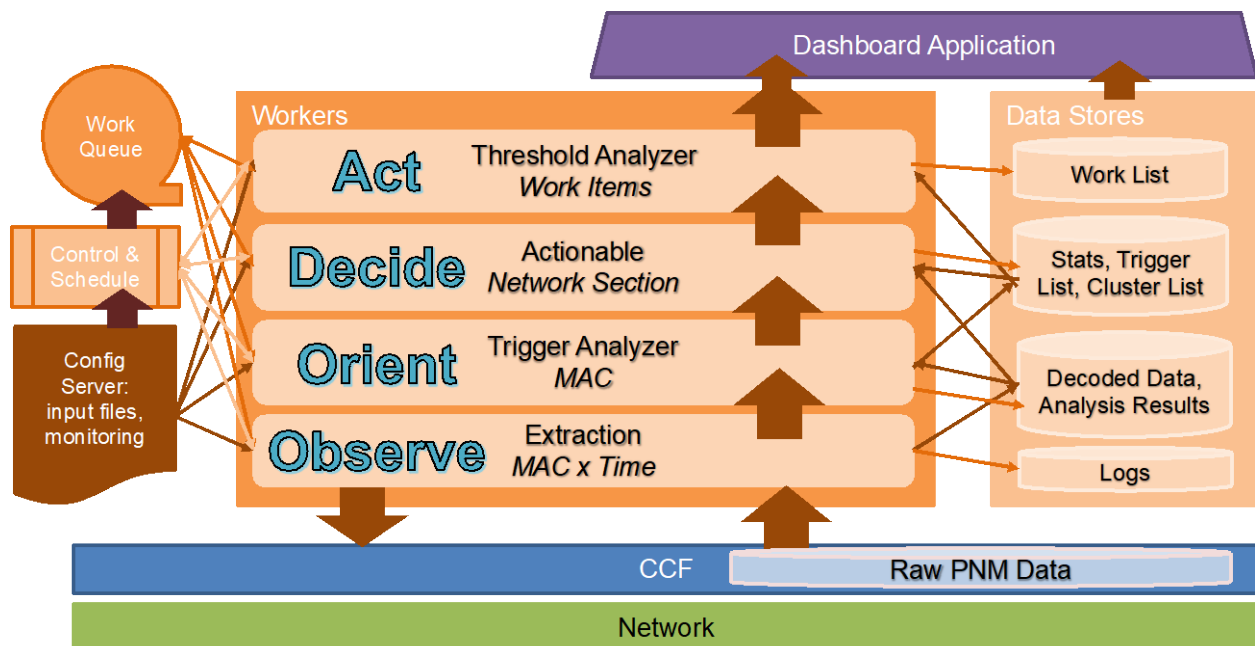 Dashboard Application
Work
Queue
Control &
Schedule
Config
Server:
input files,
monitoring
Workers
Act
Threshold Analyzer
Work Items
Decide
Actionable
Network Section
Orient
Trigger Analyzer
MAC
Observe
Extraction
MAC x Time
Data Stores
Work List
Stats, Trigger
List, Cluster List
Decoded Data,
Analysis Results
Logs
CCF
Raw PNM Data
Network